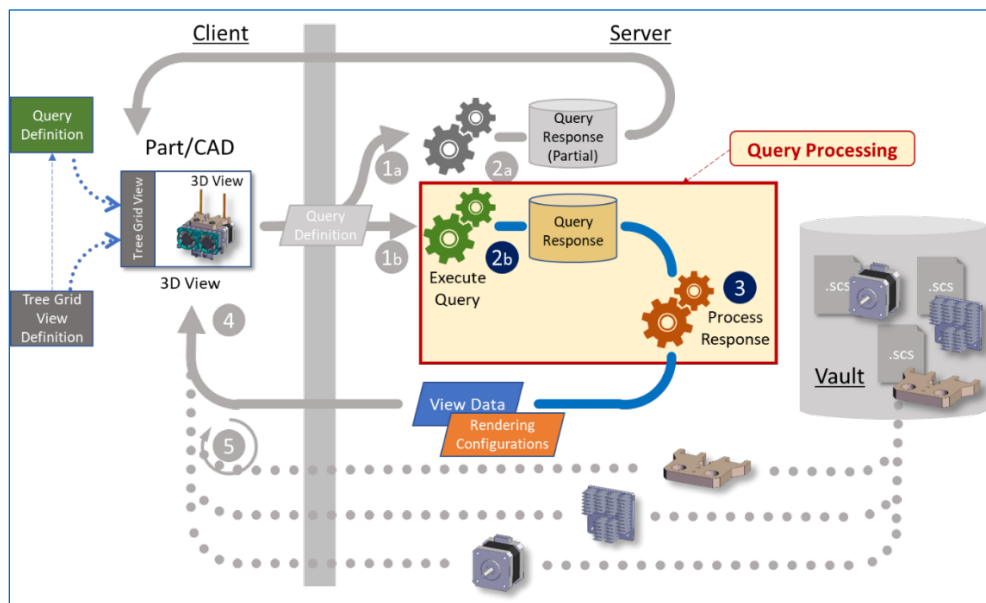 Client
Server
Query
Definition
Part/CAD
Tree Grid View
3D View
3D View
Tree Grid
View
Definition
Query
Definition
1a
1b
2a
Query
Response
(Partial)
Query Processing
Execute
Query
2b
Query
Response
3
Process
Response
4
View Data
Rendering
Configurations
5
.scs
.scs
.scs
Vault